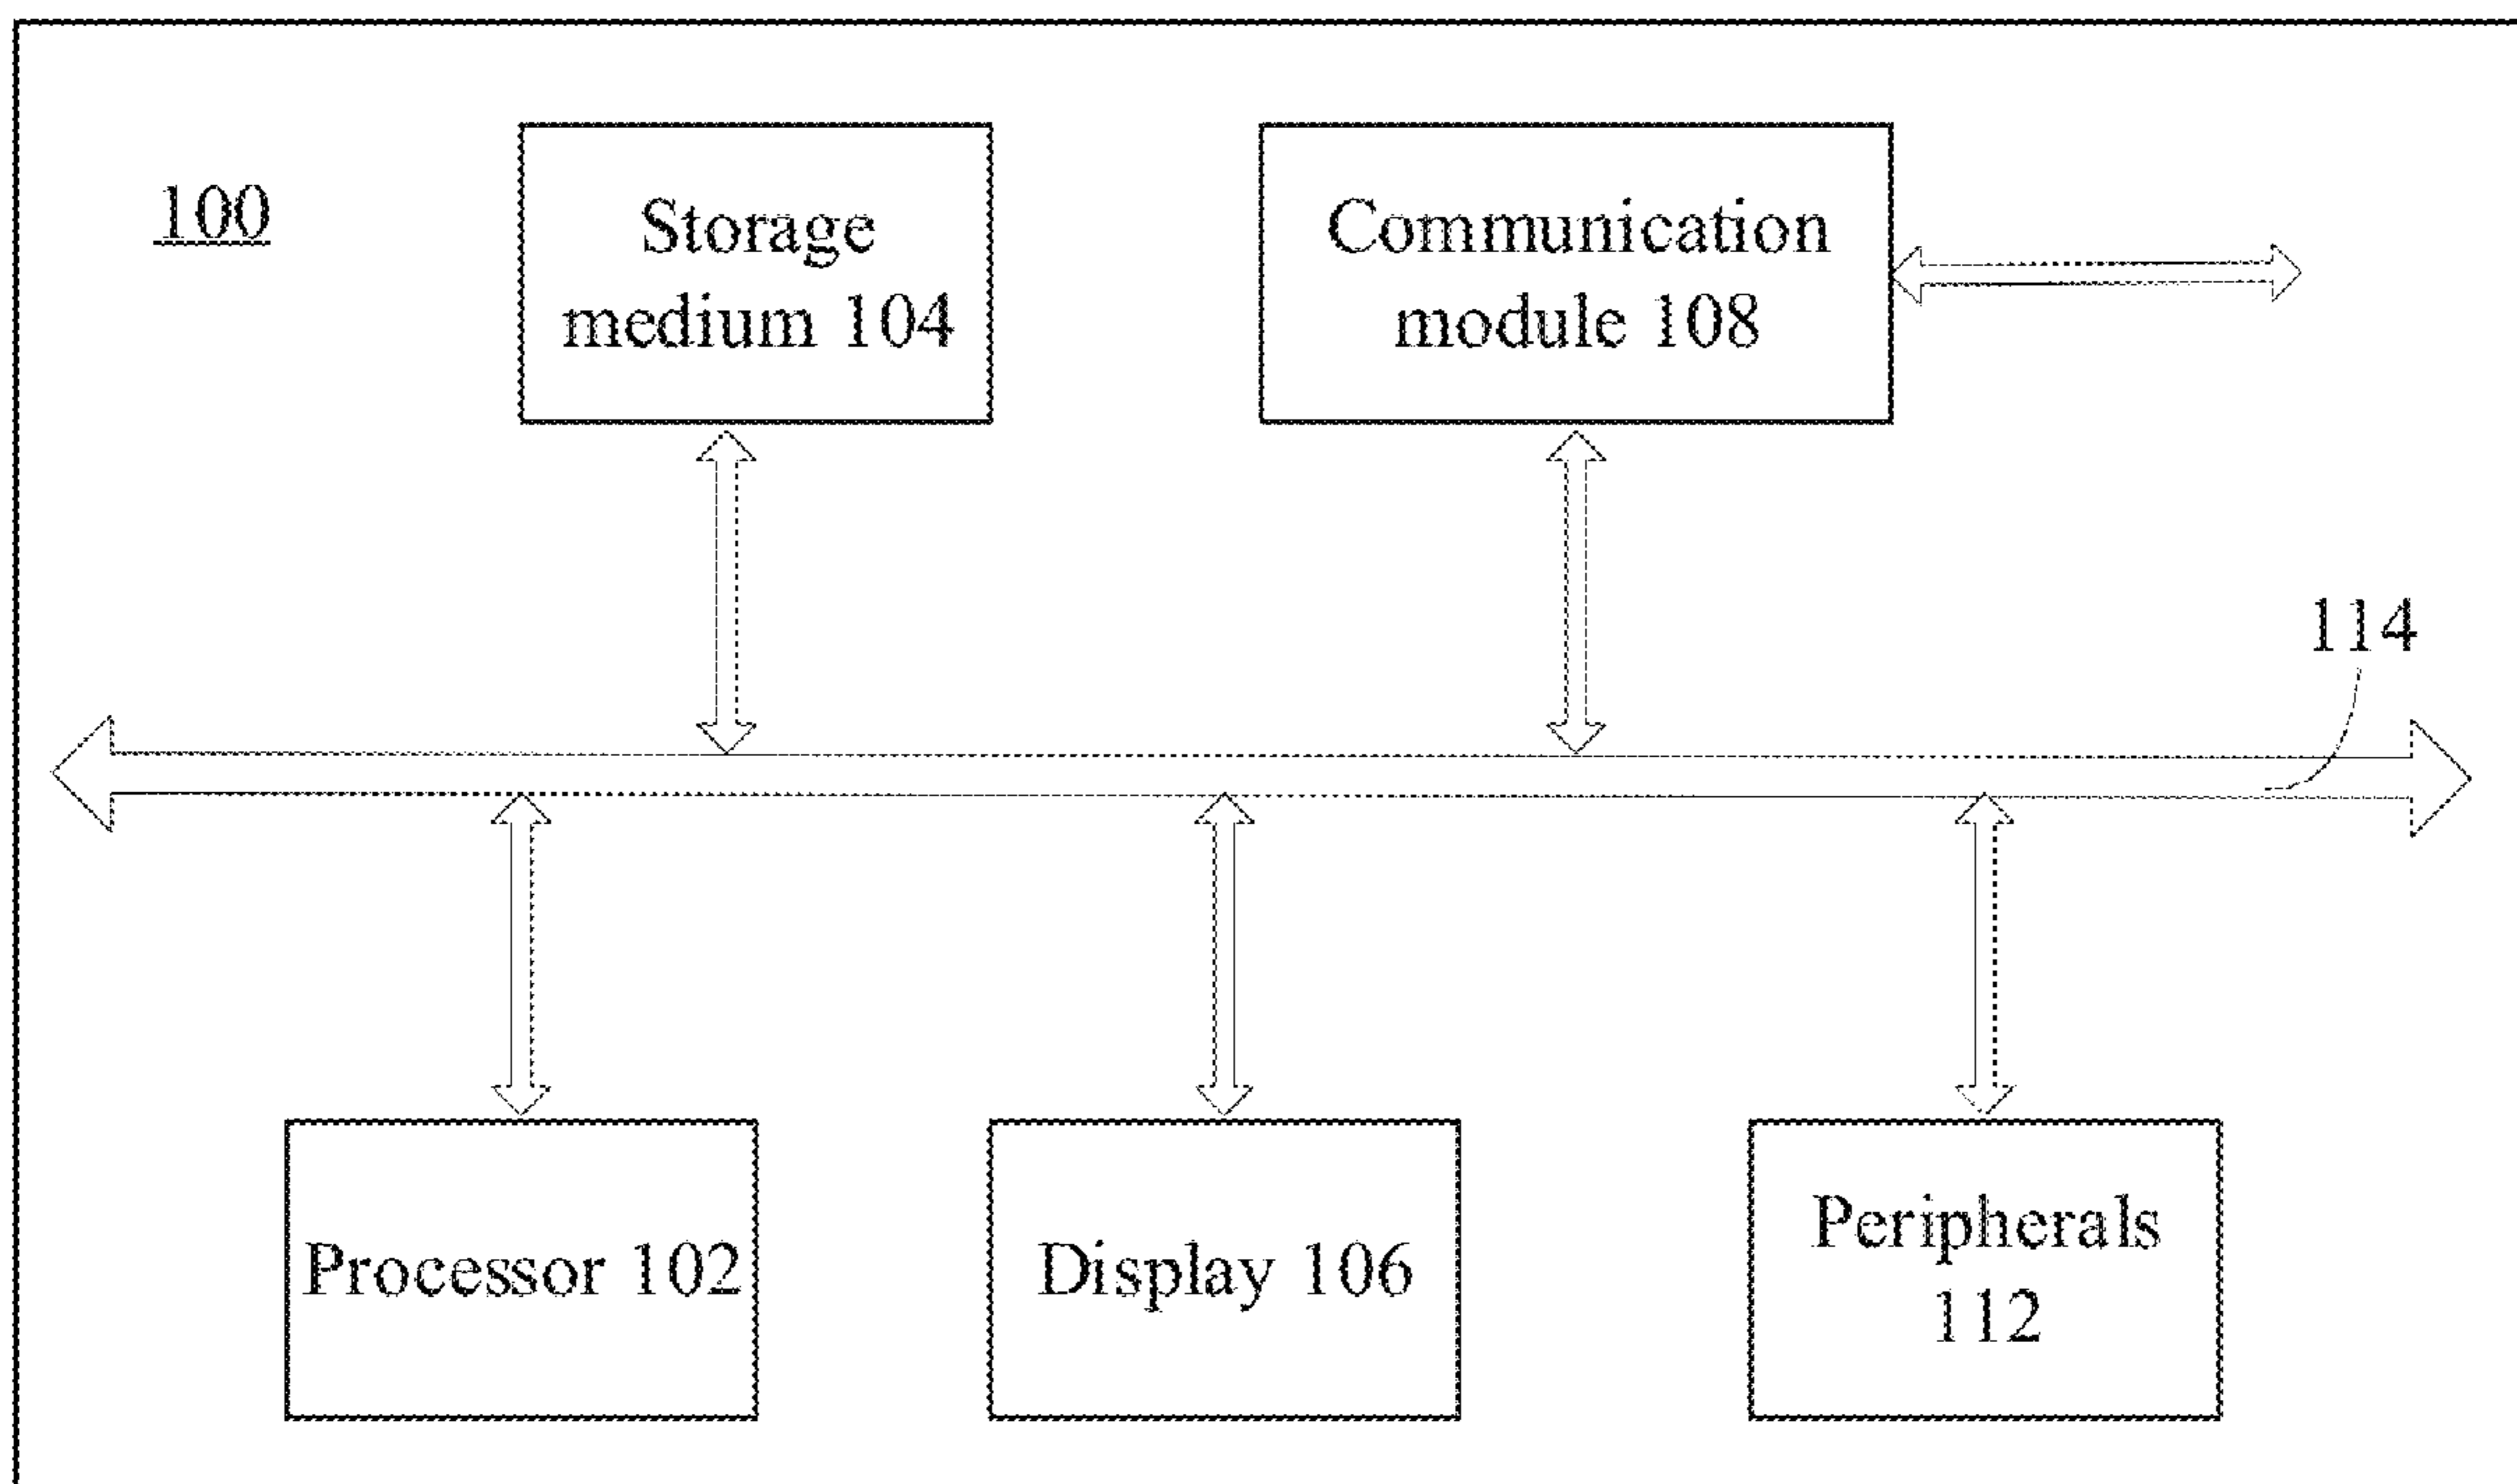 100
Storage
medium 104
Communication
module 108
114
Processor 102
Display 106
Peripherals
112